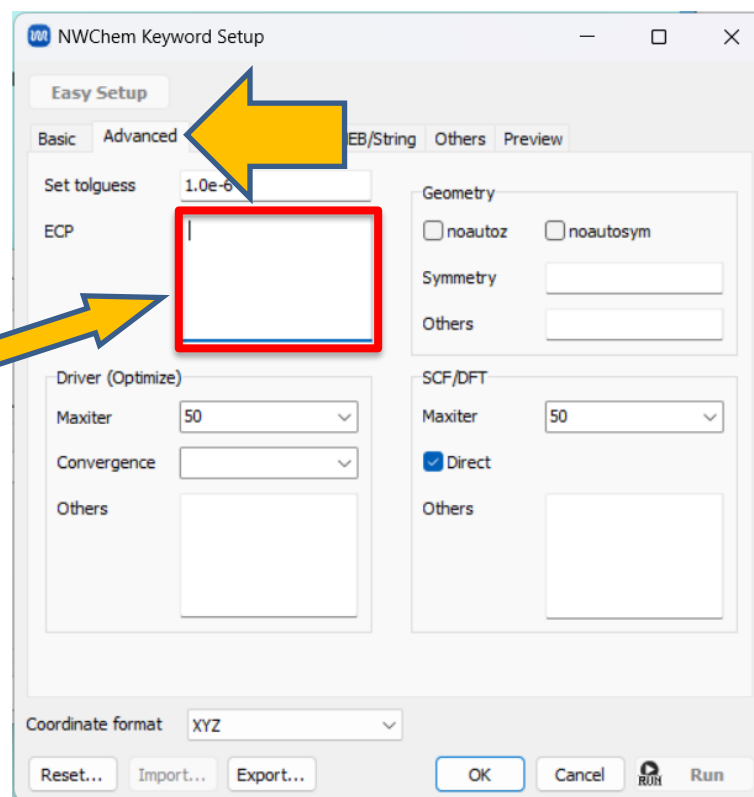 NWChem Keyword Setup
Easy Setup
Basic Advanced EB/String Others Preview
Set tolguess 1.0e-6
Geometry
ECP
noautoz noautosym
Symmetry
Others
Driver (Optimize)
SCF/DFT
Maxiter 50
Maxiter 50
Convergence
Direct
Others
Others
Coordinate format XYZ
Reset... Import... Export... OK Cancel RUN Run